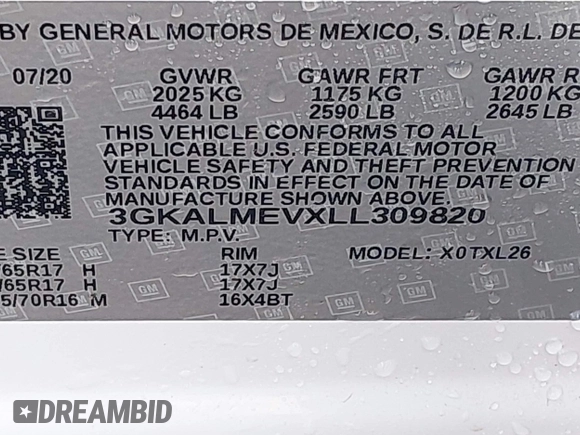 BY GENERAL MOTORS DE MEXICO, S. DE R.L. DE
07/20 GVWR GAWR FRT GAWR R
2025 KG 1175 KG 1200 KG
4464 LB 2590 LB 2645 LB
THIS VEHICLE CONFORMS TO ALL
APPLICABLE U.S. FEDERAL MOTOR
VEHICLE SAFETY AND THEFT PREVENTION
STANDARDS IN EFFECT ON THE DATE OF
MANUFACTURE SHOWN ABOVE.
3GKALMEVXLL309820
TYPE: M.P.V. MODEL: X0TXL26
E SIZE RIM
/65R17 H 17X7J
/65R17 H 17X7J
5/70R16 M 16X4BT
DREAMBID